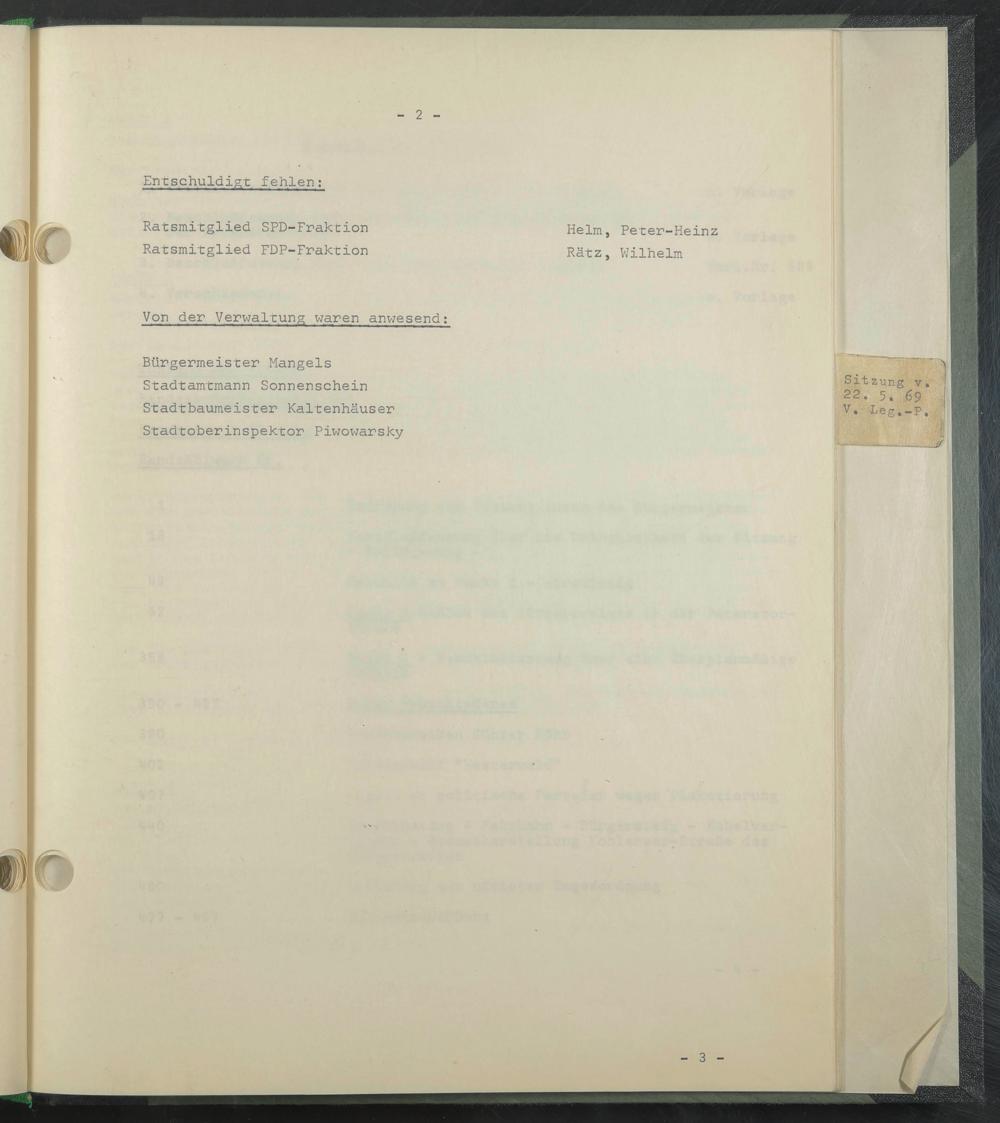 - 2 -
Entschuldigt fehlen:
Ratsmitglied SPD-Fraktion Helm, Peter-Heinz
Ratsmitglied FDP-Fraktion Rätz, Wilhelm
Von der Verwaltung waren anwesend:
Bürgermeister Mangels
Stadtamtmann Sonnenschein
Stadtbaumeister Kaltenhäuser
Stadtoberinspektor Piwowarsky
- 3 -
Sitzung v.
22. 5. 69
V. Leg.-P.